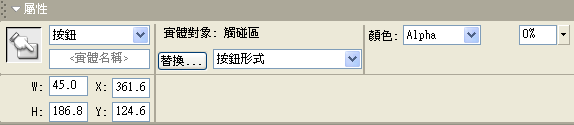 屬性
按鈕 實體對象: 觸碰區 顏色: Alpha 0%
<實體名稱> 替換... 按鈕形式
W: 45.0 X: 361.6
H: 186.8 Y: 124.6